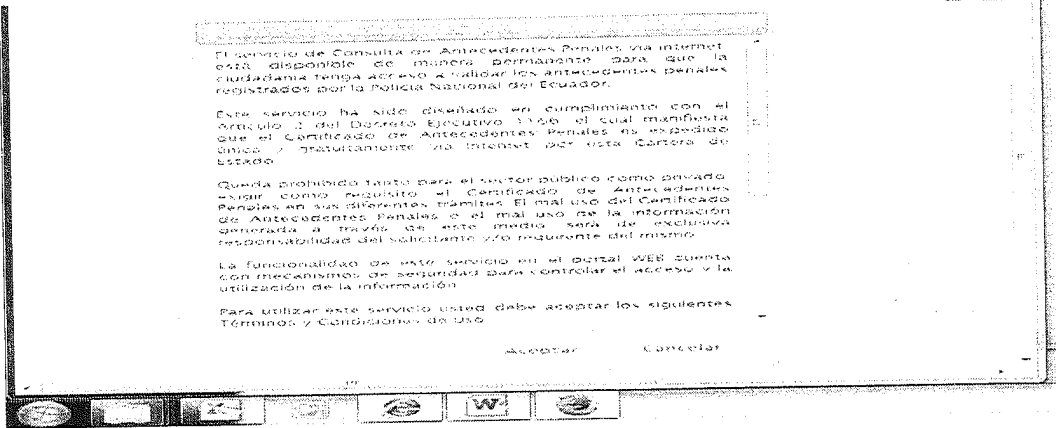 El servicio de Consulta de Antecedentes Penales vía internet
está disponible de manera permanente para que la
ciudadanía tenga acceso a validar los antecedentes penales
registrados por la Policía Nacional del Ecuador.
Este servicio ha sido diseñado en cumplimiento con el
Artículo 2 del Decreto Ejecutivo 1166, el cual manifiesta
que el Certificado de Antecedentes Penales es expedido
única y gratuitamente vía Internet por esta Cartera de
Estado
Queda prohibido tanto para el sector público como privado
exigir como requisito el Certificado de Antecedentes
Penales en sus diferentes trámites. El mal uso del Certificado
de Antecedentes Penales o el mal uso de la información
generada a través de este medio será de exclusiva
responsabilidad del solicitante y/o requirente del mismo
La funcionalidad de este servicio en el portal WEB cuenta
con mecanismos de seguridad para controlar el acceso y la
utilización de la información
Para utilizar este servicio usted debe aceptar los siguientes
Términos y Condiciones de Uso
Aceptar Cancelar
W